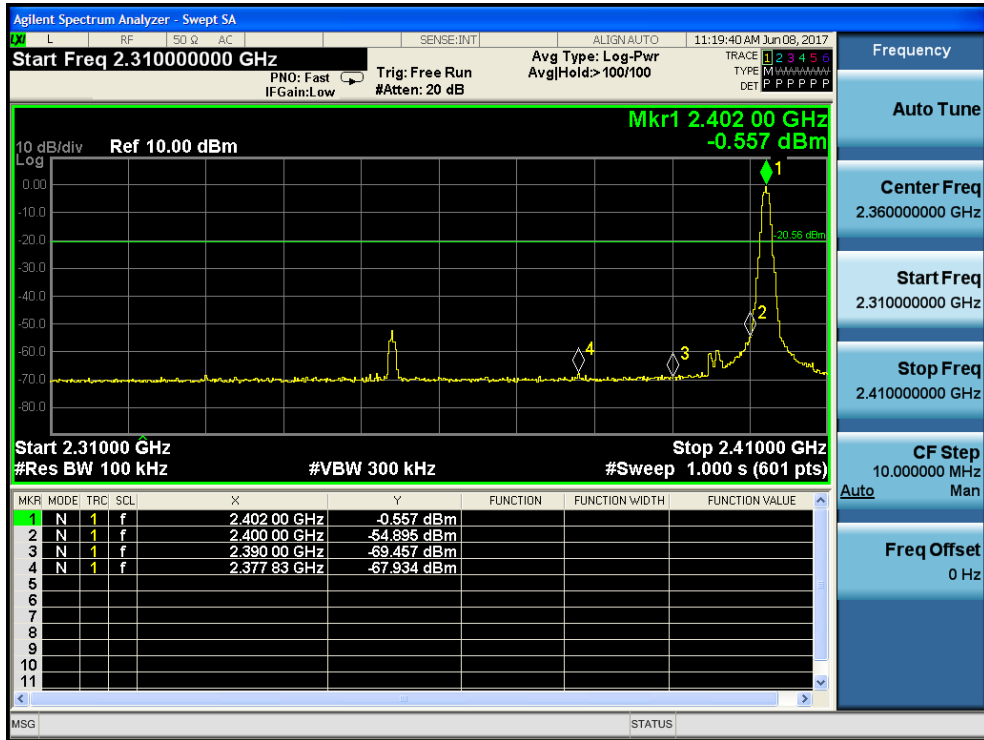 Agilent Spectrum Analyzer - Swept SA
LXI L RF 50 Ω AC SENSE:INT ALIGN AUTO 11:19:40 AM Jun 08, 2017
Start Freq 2.310000000 GHz
PNO: Fast
IFGain:Low
Trig: Free Run
#Atten: 20 dB
Avg Type: Log-Pwr
Avg|Hold:>100/100
TRACE 1 2 3 4 5 6
TYPE M
DET P P P P P P
Mkr1 2.402 00 GHz
-0.557 dBm
10 dB/div Ref 10.00 dBm
Log
0.00
-10.0
-20.0
-30.0
-40.0
-50.0
-60.0
-70.0
-80.0
1
-20.56 dBm
2
4
3
Start 2.31000 GHz Stop 2.41000 GHz
#Res BW 100 kHz #VBW 300 kHz #Sweep 1.000 s (601 pts)
MKR MODE TRC SCL X Y FUNCTION FUNCTION WIDTH FUNCTION VALUE
1 N 1 f 2.402 00 GHz -0.557 dBm
2 N 1 f 2.400 00 GHz -54.895 dBm
3 N 1 f 2.390 00 GHz -69.457 dBm
4 N 1 f 2.377 83 GHz -67.934 dBm
5
6
7
8
9
10
11
MSG STATUS
Frequency
Auto Tune
Center Freq
2.360000000 GHz
Start Freq
2.310000000 GHz
Stop Freq
2.410000000 GHz
CF Step
10.000000 MHz
Auto Man
Freq Offset
0 Hz